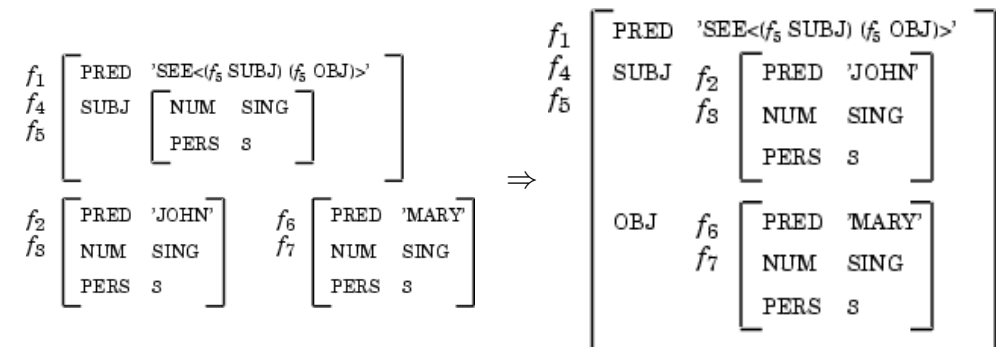 f1 PRED 'SEE<(f5 SUBJ) (f5 OBJ)>'
f4 SUBJ NUM SING
f5 PERS 3
f2 PRED 'JOHN'
f3 NUM SING
PERS 3
f6 PRED 'MARY'
f7 NUM SING
PERS 3
⇒
f1 PRED 'SEE<(f5 SUBJ) (f5 OBJ)>'
f4 SUBJ f2 PRED 'JOHN'
f5 f3 NUM SING
PERS 3
OBJ f6 PRED 'MARY'
f7 NUM SING
PERS 3